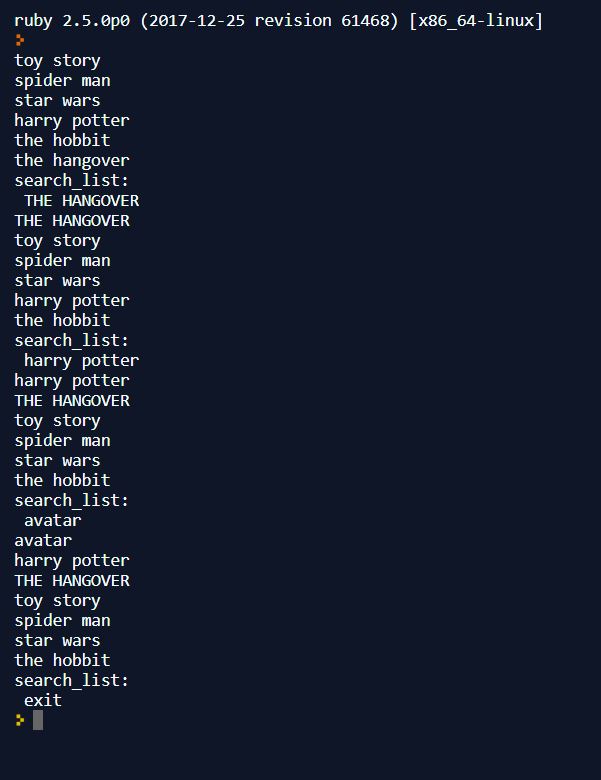 ruby 2.5.0p0 (2017-12-25 revision 61468) [x86_64-linux]
>
toy story
spider man
star wars
harry potter
the hobbit
the hangover
search_list:
 THE HANGOVER
THE HANGOVER
toy story
spider man
star wars
harry potter
the hobbit
search_list:
 harry potter
harry potter
THE HANGOVER
toy story
spider man
star wars
the hobbit
search_list:
 avatar
avatar
harry potter
THE HANGOVER
toy story
spider man
star wars
the hobbit
search_list:
 exit
>